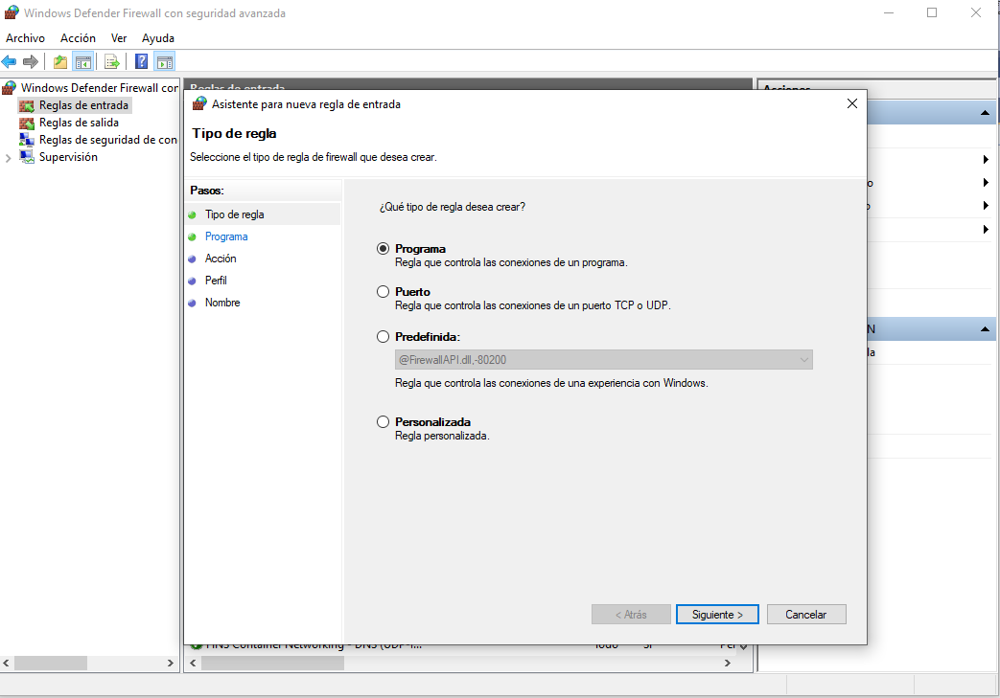 Windows Defender Firewall con seguridad avanzada
Archivo Acción Ver Ayuda
Windows Defender Firewall cor
Reglas de entrada
Reglas de salida
Reglas de seguridad de con
Supervisión
Reglas de entrada
Acciones
Asistente para nueva regla de entrada
Tipo de regla
Seleccione el tipo de regla de firewall que desea crear.
Pasos:
Tipo de regla
Programa
Acción
Perfil
Nombre
¿Qué tipo de regla desea crear?
Programa
Regla que controla las conexiones de un programa.
Puerto
Regla que controla las conexiones de un puerto TCP o UDP.
Predefinida:
@FirewallAPI.dll,-80200
Regla que controla las conexiones de una experiencia con Windows.
Personalizada
Regla personalizada.
< Atrás Siguiente > Cancelar
o
o
N
la
HNS Container Networking - DNS (UDP-I... Todo Sí Per